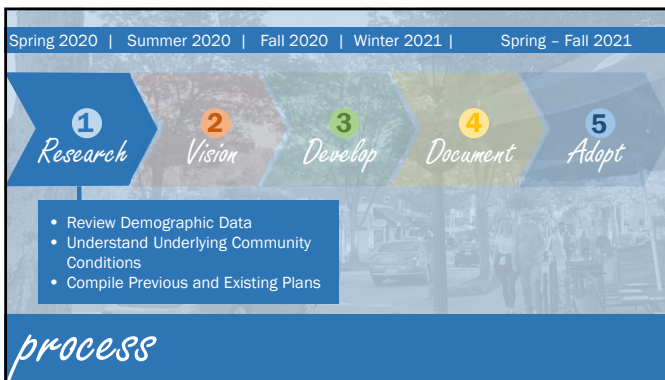 Spring 2020 | Summer 2020 | Fall 2020 | Winter 2021 | Spring – Fall 2021
1 2 3 4 5
Research Vision Develop Document Adopt
• Review Demographic Data
• Understand Underlying Community
Conditions
• Compile Previous and Existing Plans
process